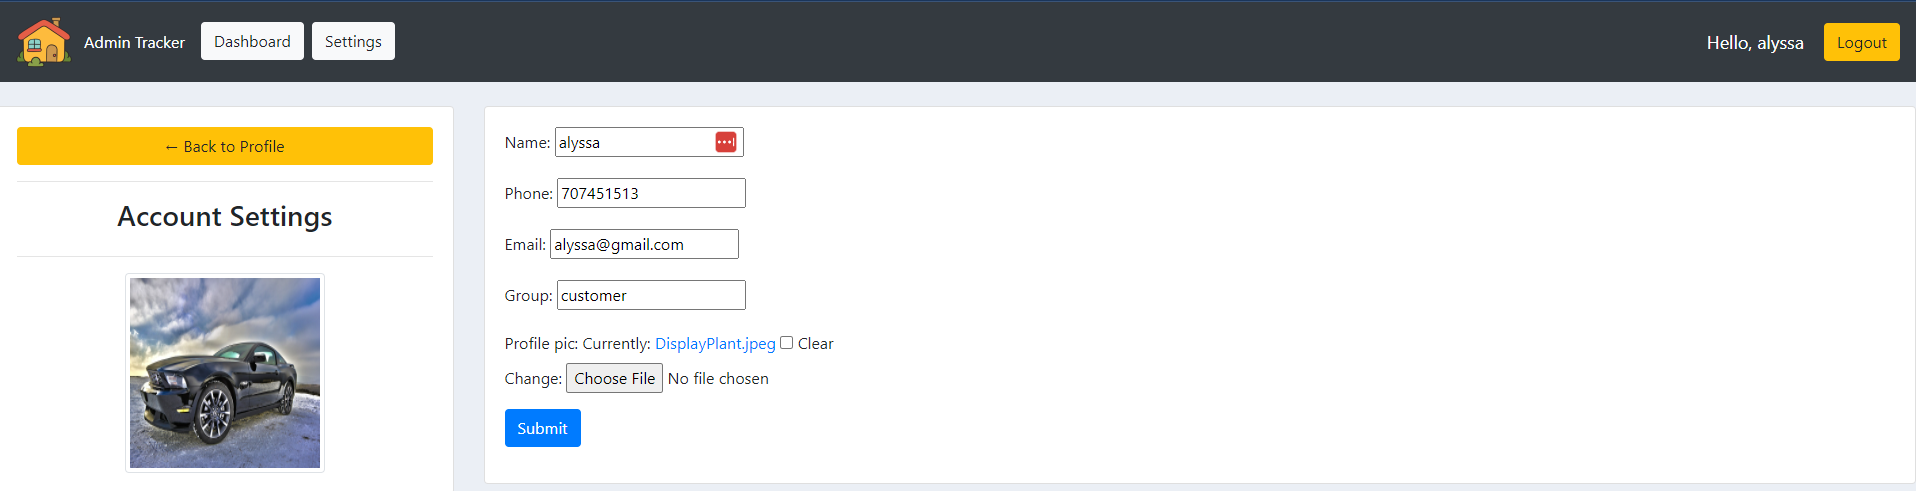 Admin Tracker Dashboard Settings Hello, alyssa Logout
← Back to Profile
Account Settings
Name: alyssa
Phone: 707451513
Email: alyssa@gmail.com
Group: customer
Profile pic: Currently: DisplayPlant.jpeg Clear
Change: Choose File No file chosen
Submit